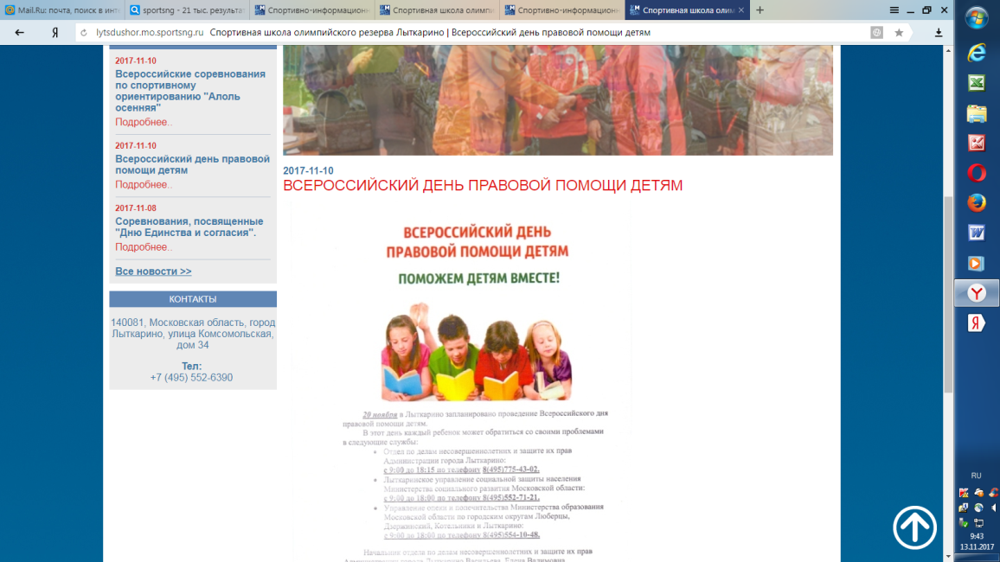 Mail.Ru: почта, поиск в инте
sportsng - 21 тыс. результат
Спортивно-информационн
Спортивная школа олимпи
Спортивно-информационн
Спортивная школа олим
lytsdushor.mo.sportsng.ru Спортивная школа олимпийского резерва Лыткарино | Всероссийский день правовой помощи детям
2017-11-10
Всероссийские соревнования
по спортивному
ориентированию "Аполь
осенняя"
Подробнее..
2017-11-10
Всероссийский день правовой
помощи детям
Подробнее..
2017-11-08
Соревнования, посвященные
"Дню Единства и согласия".
Подробнее..
Все новости >>
КОНТАКТЫ
140081, Московская область, город
Лыткарино, улица Комсомольская,
дом 34
Тел:
+7 (495) 552-6390
2017-11-10
ВСЕРОССИЙСКИЙ ДЕНЬ ПРАВОВОЙ ПОМОЩИ ДЕТЯМ
ВСЕРОССИЙСКИЙ ДЕНЬ
ПРАВОВОЙ ПОМОЩИ ДЕТЯМ
ПОМОЖЕМ ДЕТЯМ ВМЕСТЕ!
20 ноября в Лыткарино запланировано проведение Всероссийского дня
правовой помощи детям.
В этот день каждый ребенок может обратиться со своими проблемами
в следующие службы:
• Отдел по делам несовершеннолетних и защите их прав
Администрации города Лыткарино:
с 9:00 до 18:15 по телефону 8(495)775-43-02.
• Лыткаринское управление социальной защиты населения
Министерства социального развития Московской области:
с 9:00 до 18:00 по телефону 8(495)552-71-21.
• Управление опеки и попечительства Министерства образования
Московской области по городским округам Люберцы,
Дзержинский, Котельники и Лыткарино:
с 9:00 до 18:00 по телефону 8(495)554-10-48.
Начальник отдела по делам несовершеннолетних и защите их прав
Администрации города Лыткарино Васильева Елена Вадимовна
RU
9:43
13.11.2017